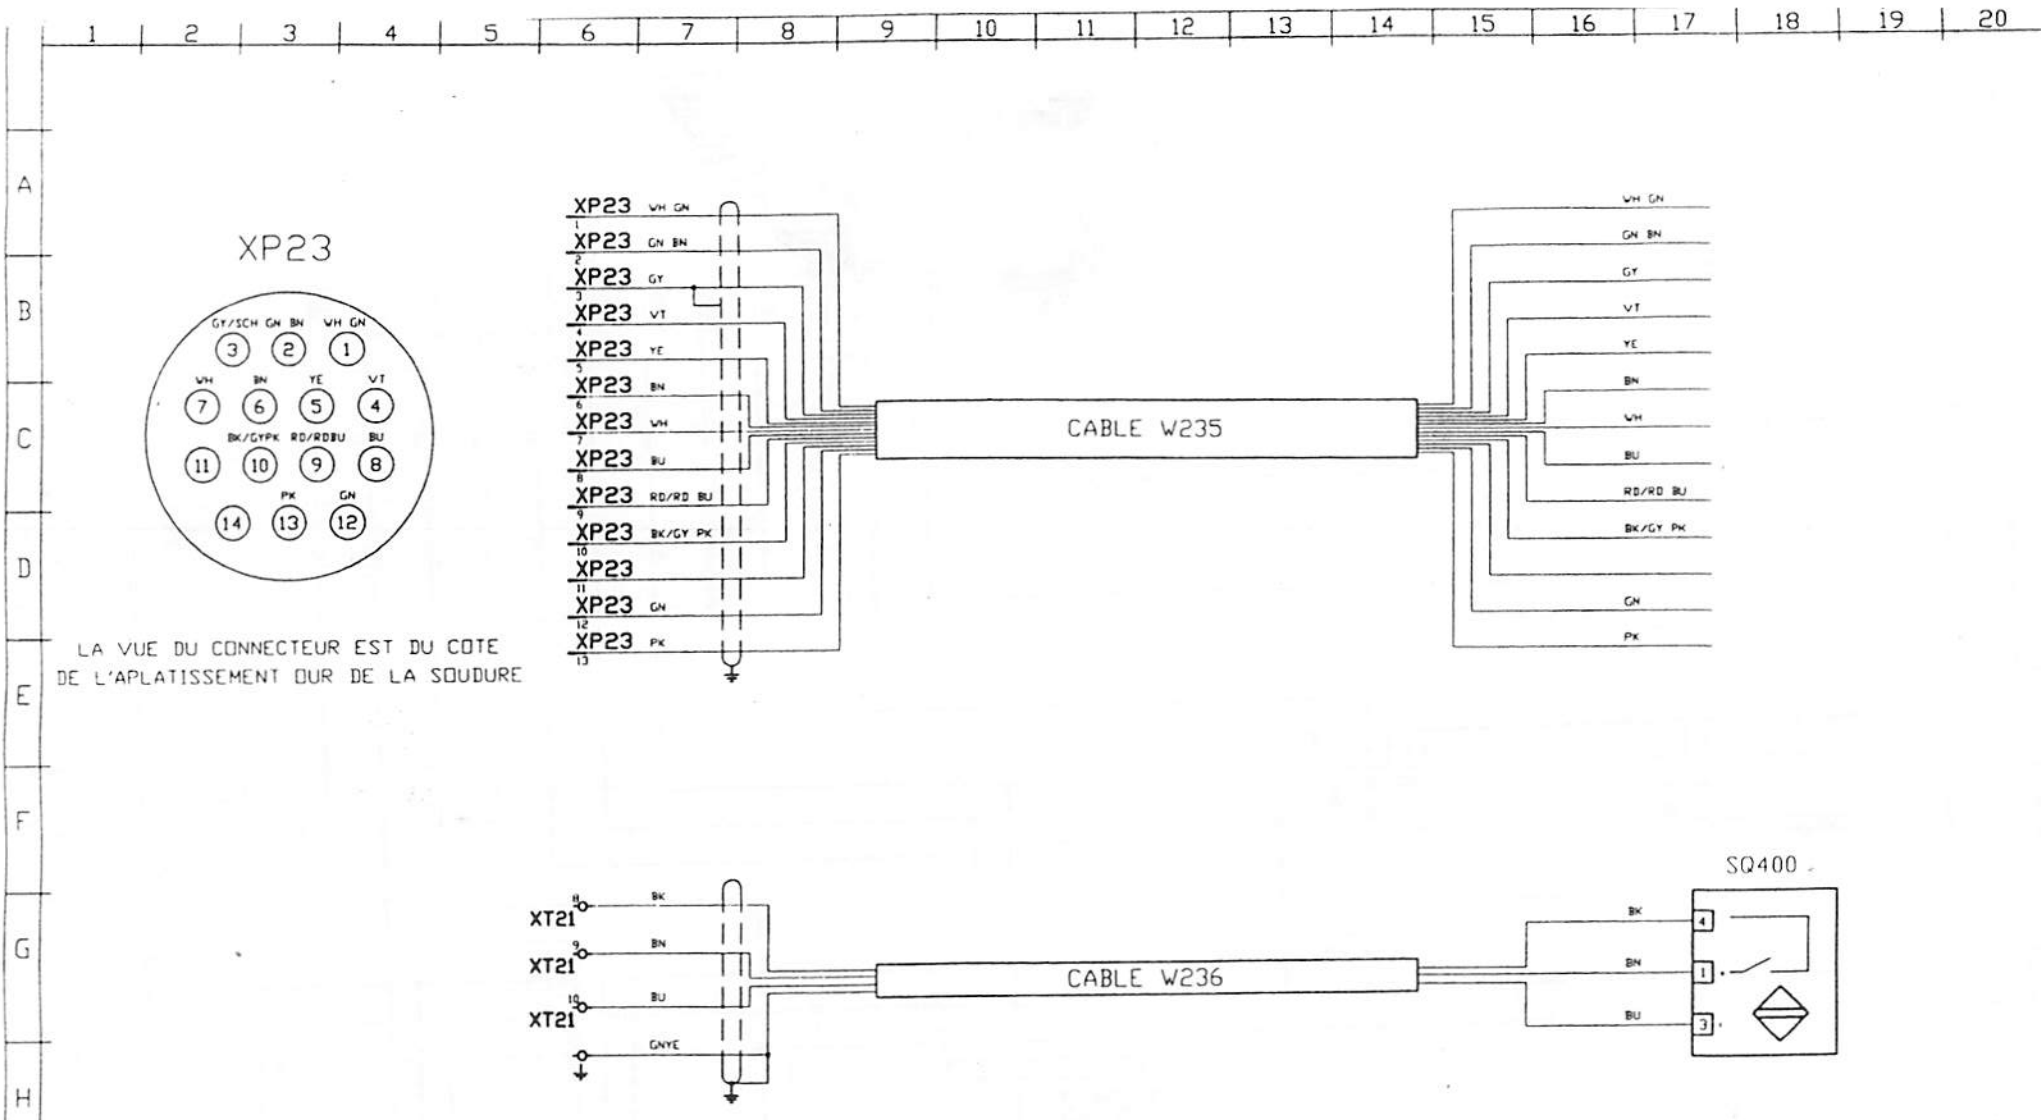 1 2 3 4 5 6 7 8 9 10 11 12 13 14 15 16 17 18 19 20
A
B
C
D
E
F
G
H
XP23
GY/SCH GN BN WH GN
3 2 1
WH BN YE VT
7 6 5 4
BK/GYPK RD/RDBU BU
11 10 9 8
PK GN
14 13 12
LA VUE DU CONNECTEUR EST DU COTE
DE L'APLATISSEMENT OUR DE LA SOUDURE
XP23 WH GN
1
XP23 GN BN
2
XP23 GY
3
XP23 VT
4
XP23 YE
5
XP23 BN
6
XP23 WH
7
XP23 BU
8
XP23 RD/RD BU
9
XP23 BK/GY PK
10
XP23
11
XP23 GN
12
XP23 PK
13
CABLE W235
WH GN
GN BN
GY
VT
YE
BN
WH
BU
RD/RD BU
BK/GY PK
GN
PK
8 BK
XT21
9 BN
XT21
10 BU
XT21
GNYE
CABLE W236
SQ400
BK 4
BN 1
BU 3